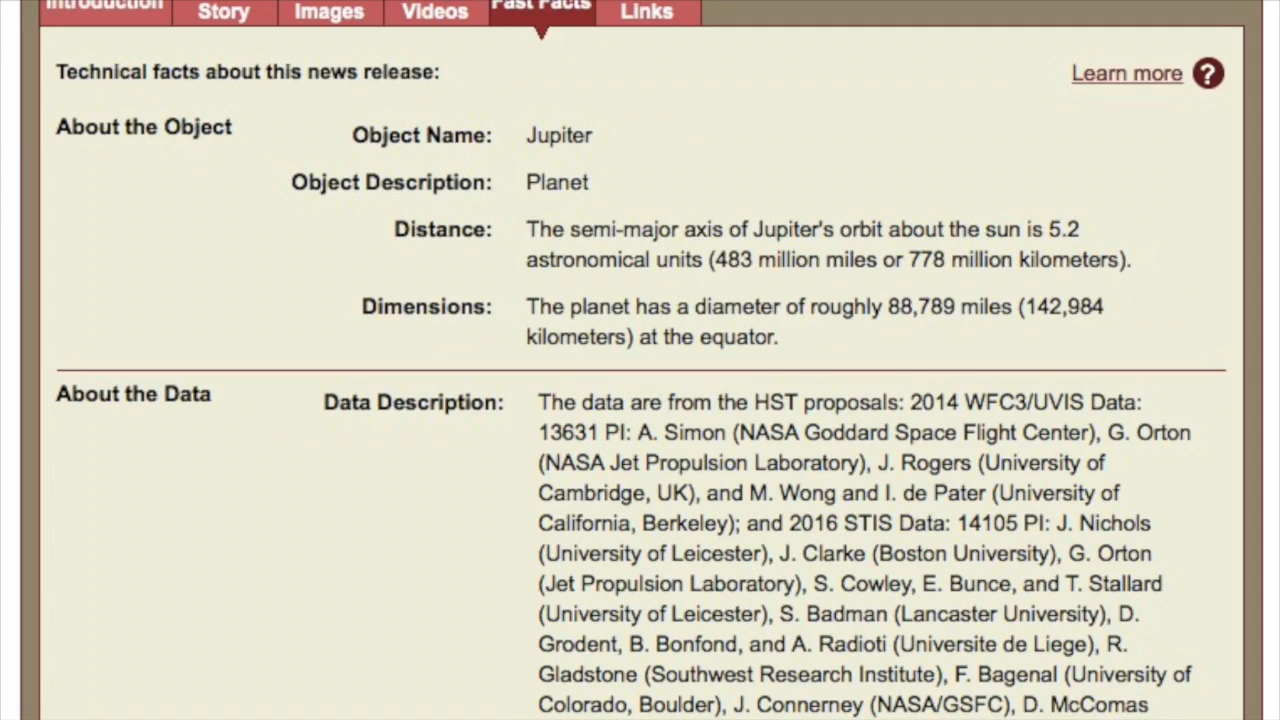 Introduction Story Images Videos Fast Facts Links
Technical facts about this news release: Learn more ?
About the Object Object Name: Jupiter
Object Description: Planet
Distance: The semi-major axis of Jupiter's orbit about the sun is 5.2
astronomical units (483 million miles or 778 million kilometers).
Dimensions: The planet has a diameter of roughly 88,789 miles (142,984
kilometers) at the equator.
About the Data Data Description: The data are from the HST proposals: 2014 WFC3/UVIS Data:
13631 PI: A. Simon (NASA Goddard Space Flight Center), G. Orton
(NASA Jet Propulsion Laboratory), J. Rogers (University of
Cambridge, UK), and M. Wong and I. de Pater (University of
California, Berkeley); and 2016 STIS Data: 14105 PI: J. Nichols
(University of Leicester), J. Clarke (Boston University), G. Orton
(Jet Propulsion Laboratory), S. Cowley, E. Bunce, and T. Stallard
(University of Leicester), S. Badman (Lancaster University), D.
Grodent, B. Bonfond, and A. Radioti (Universite de Liege), R.
Gladstone (Southwest Research Institute), F. Bagenal (University of
Colorado, Boulder), J. Connerney (NASA/GSFC), D. McComas